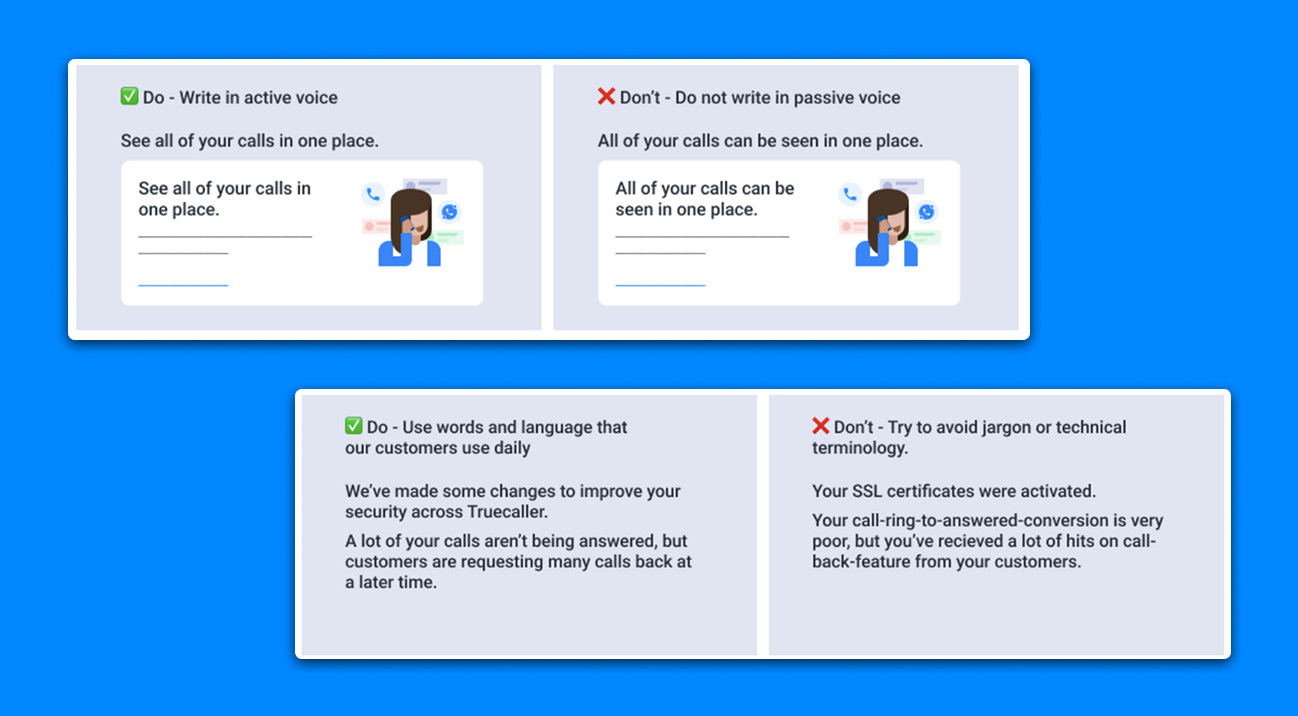 ✅ Do - Write in active voice
See all of your calls in one place.
See all of your calls in
one place.
❌ Don’t - Do not write in passive voice
All of your calls can be seen in one place.
All of your calls can be
seen in one place.
✅ Do - Use words and language that
our customers use daily
We’ve made some changes to improve your
security across Truecaller.
A lot of your calls aren’t being answered, but
customers are requesting many calls back at
a later time.
❌ Don’t - Try to avoid jargon or technical
terminology.
Your SSL certificates were activated.
Your call-ring-to-answered-conversion is very
poor, but you’ve recieved a lot of hits on call-
back-feature from your customers.